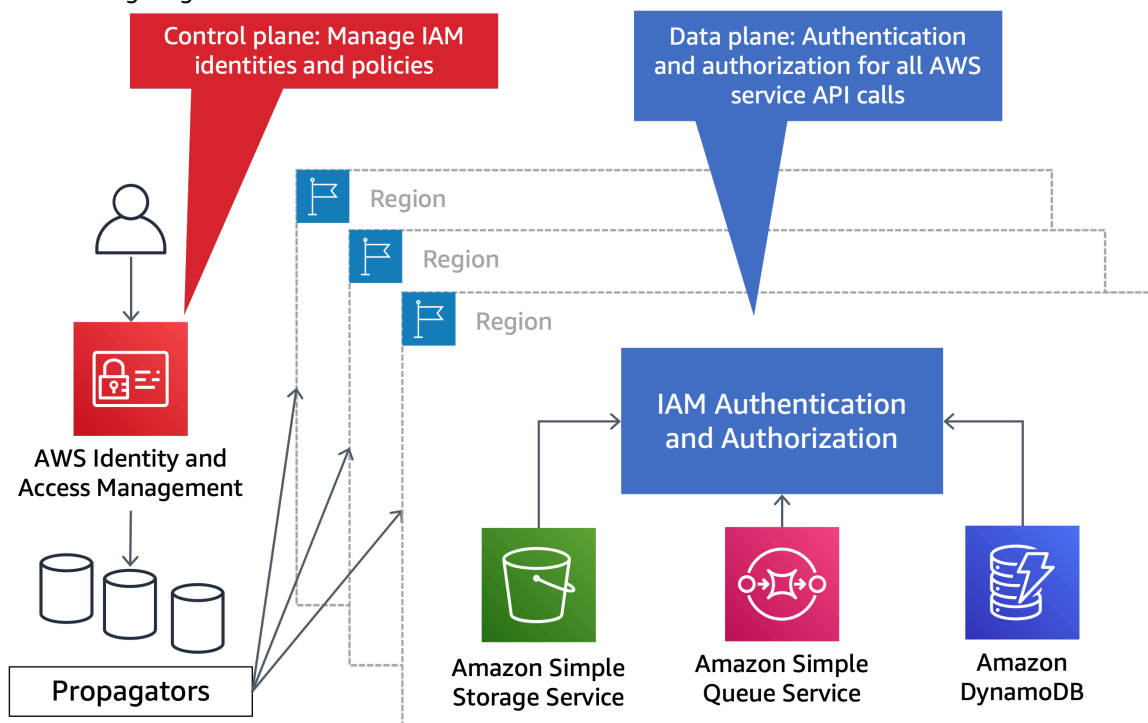 Control plane: Manage IAM
identities and policies
Data plane: Authentication
and authorization for all AWS
service API calls
Region
Region
Region
IAM Authentication
and Authorization
AWS Identity and
Access Management
Amazon Simple
Storage Service
Amazon Simple
Queue Service
Amazon
DynamoDB
Propagators